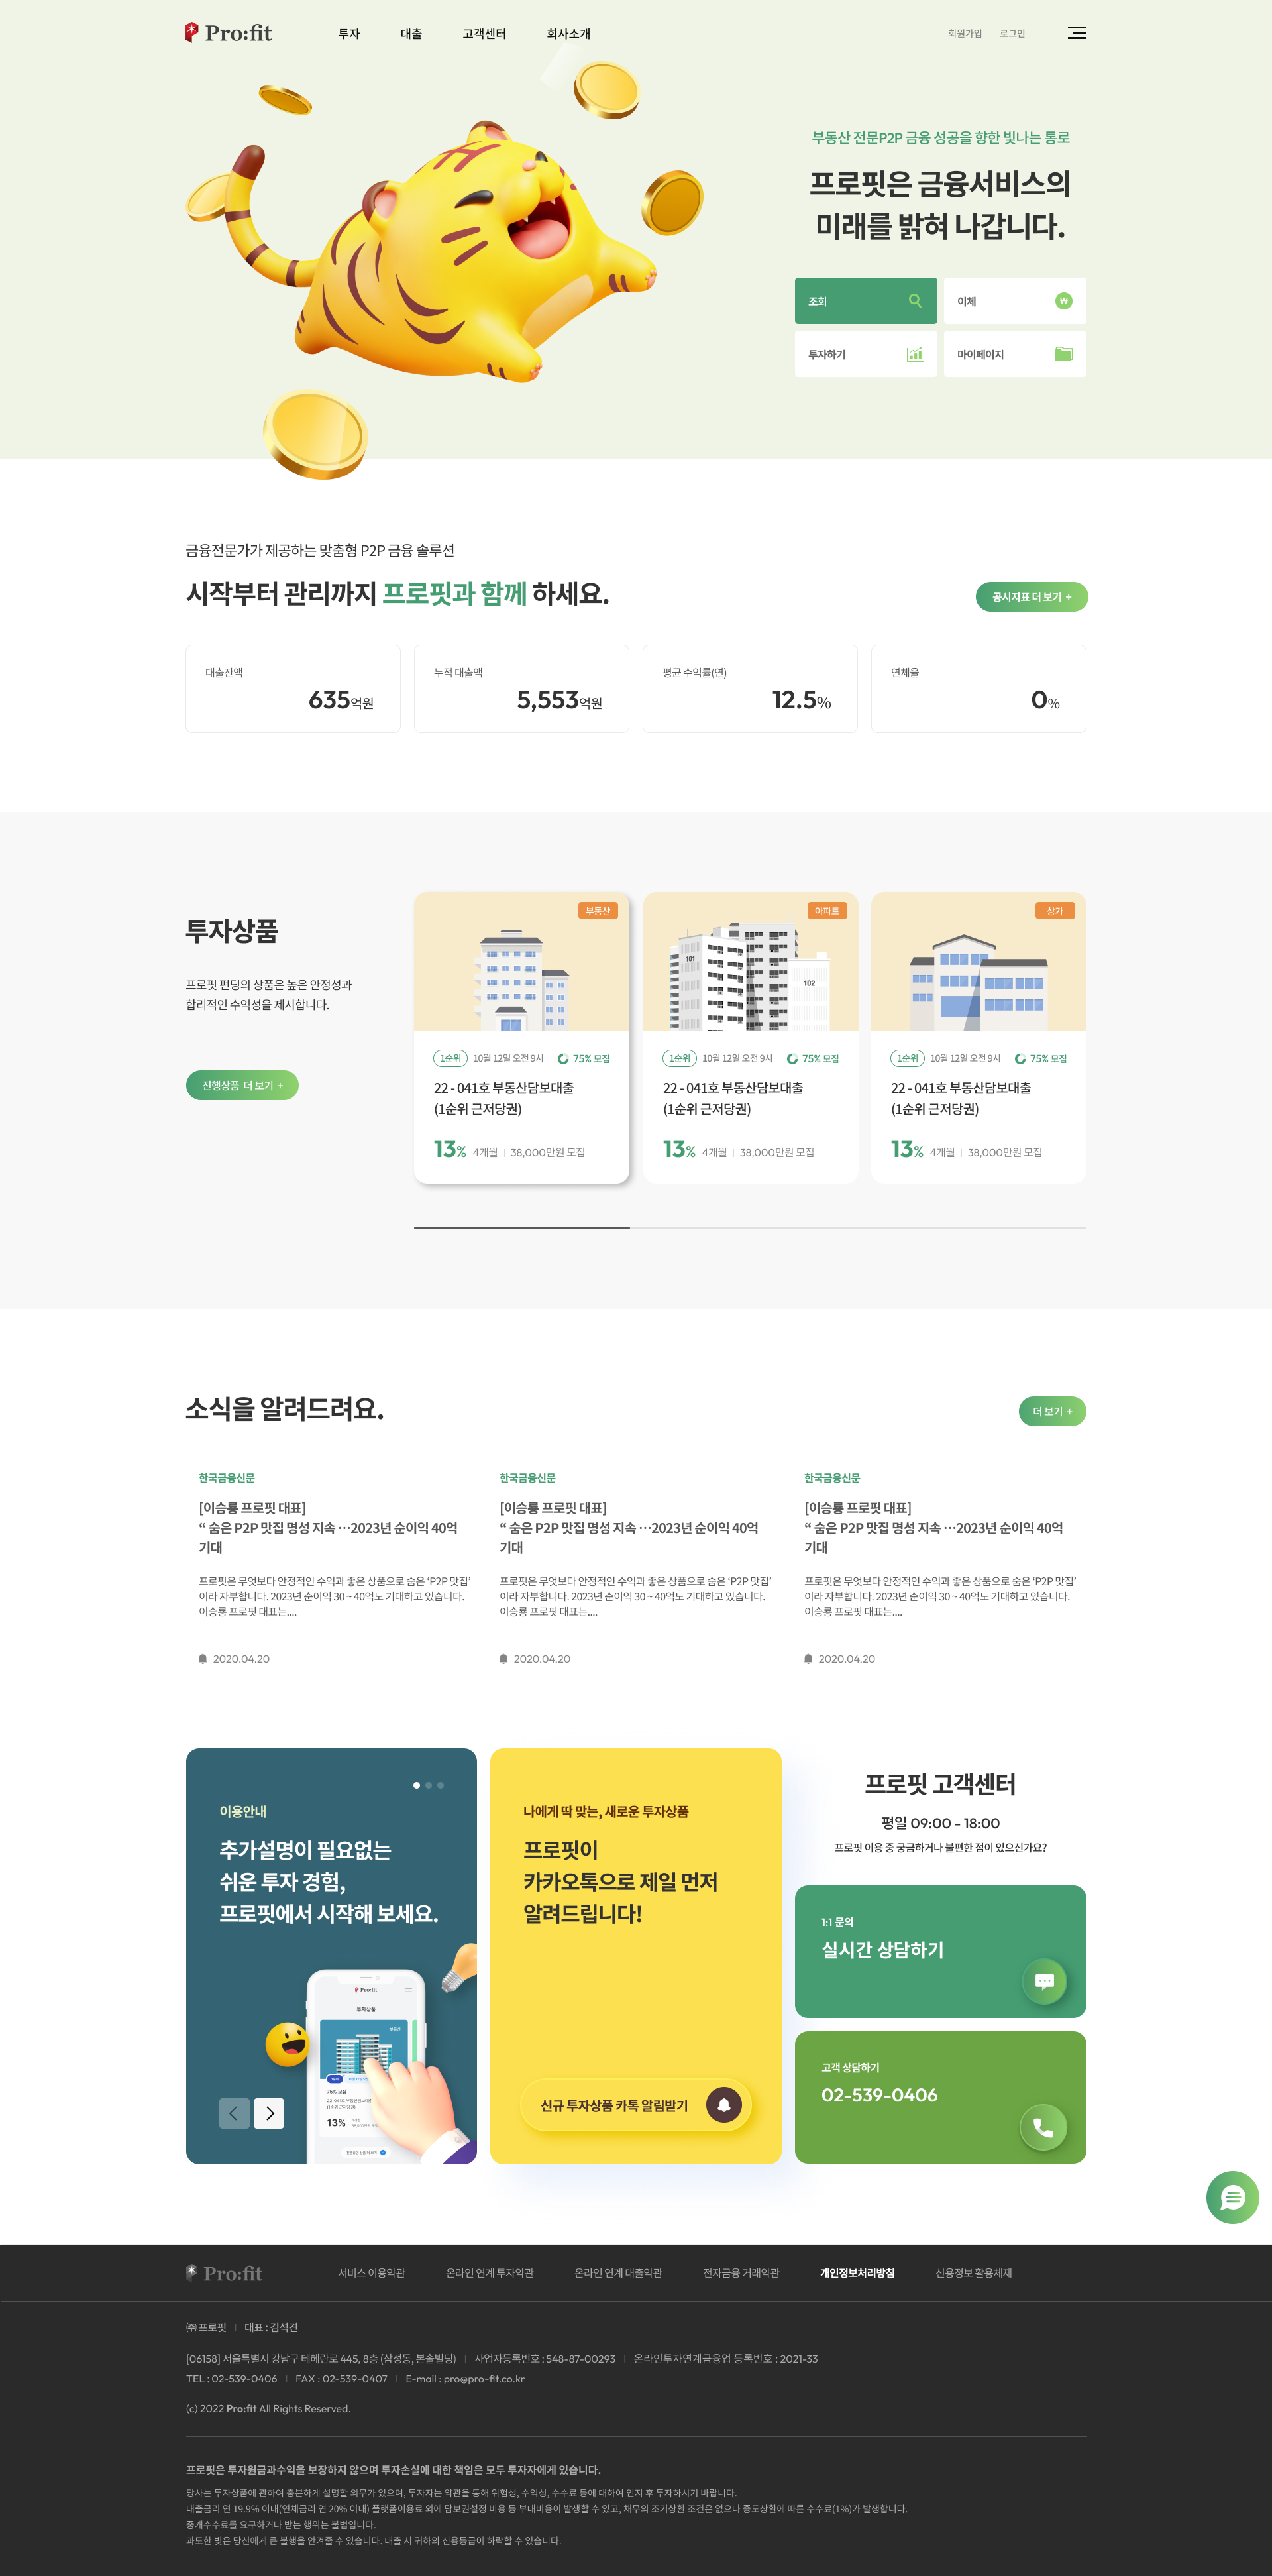 Pro:fit
투자
대출
고객센터
회사소개
회원가입
로그인
부동산 전문P2P 금융 성공을 향한 빛나는 통로
프로핏은 금융서비스의
미래를 밝혀 나갑니다.
조회
이체
투자하기
마이페이지
금융전문가가 제공하는 맞춤형 P2P 금융 솔루션
시작부터 관리까지 프로핏과 함께 하세요.
공시지표 더 보기 +
대출잔액
635억원
누적 대출액
5,553억원
평균 수익률(연)
12.5%
연체율
0%
투자상품
프로핏 펀딩의 상품은 높은 안정성과
합리적인 수익성을 제시합니다.
진행상품 더 보기 +
부동산
1순위 10월 12일 오전 9시 75% 모집
22 - 041호 부동산담보대출
(1순위 근저당권)
13% 4개월 | 38,000만원 모집
아파트
101
102
1순위 10월 12일 오전 9시 75% 모집
22 - 041호 부동산담보대출
(1순위 근저당권)
13% 4개월 | 38,000만원 모집
상가
1순위 10월 12일 오전 9시 75% 모집
22 - 041호 부동산담보대출
(1순위 근저당권)
13% 4개월 | 38,000만원 모집
소식을 알려드려요.
더 보기 +
한국금융신문
[이승룡 프로핏 대표]
“ 숨은 P2P 맛집 명성 지속 …2023년 순이익 40억
기대
프로핏은 무엇보다 안정적인 수익과 좋은 상품으로 숨은 ‘P2P 맛집’
이라 자부합니다. 2023년 순이익 30 ~ 40억도 기대하고 있습니다.
이승룡 프로핏 대표는....
2020.04.20
한국금융신문
[이승룡 프로핏 대표]
“ 숨은 P2P 맛집 명성 지속 …2023년 순이익 40억
기대
프로핏은 무엇보다 안정적인 수익과 좋은 상품으로 숨은 ‘P2P 맛집’
이라 자부합니다. 2023년 순이익 30 ~ 40억도 기대하고 있습니다.
이승룡 프로핏 대표는....
2020.04.20
한국금융신문
[이승룡 프로핏 대표]
“ 숨은 P2P 맛집 명성 지속 …2023년 순이익 40억
기대
프로핏은 무엇보다 안정적인 수익과 좋은 상품으로 숨은 ‘P2P 맛집’
이라 자부합니다. 2023년 순이익 30 ~ 40억도 기대하고 있습니다.
이승룡 프로핏 대표는....
2020.04.20
이용안내
추가설명이 필요없는
쉬운 투자 경험,
프로핏에서 시작해 보세요.
Pro:fit
투자상품
부동산
75% 모집
22-041호 부동산담보대출
(1순위 근저당권)
13%
나에게 딱 맞는, 새로운 투자상품
프로핏이
카카오톡으로 제일 먼저
알려드립니다!
신규 투자상품 카톡 알림받기
프로핏 고객센터
평일 09:00 - 18:00
프로핏 이용 중 궁금하거나 불편한 점이 있으신가요?
1:1 문의
실시간 상담하기
고객 상담하기
02-539-0406
Pro:fit
서비스 이용약관
온라인 연계 투자약관
온라인 연계 대출약관
전자금융 거래약관
개인정보처리방침
신용정보 활용체제
㈜ 프로핏 | 대표 : 김석견
[06158] 서울특별시 강남구 테헤란로 445, 8층 (삼성동, 본솔빌딩) | 사업자등록번호 : 548-87-00293 | 온라인투자연계금융업 등록번호 : 2021-33
TEL : 02-539-0406 | FAX : 02-539-0407 | E-mail : pro@pro-fit.co.kr
(c) 2022 Pro:fit All Rights Reserved.
프로핏은 투자원금과수익을 보장하지 않으며 투자손실에 대한 책임은 모두 투자자에게 있습니다.
당사는 투자상품에 관하여 충분하게 설명할 의무가 있으며, 투자자는 약관을 통해 위험성, 수익성, 수수료 등에 대하여 인지 후 투자하시기 바랍니다.
대출금리 연 19.9% 이내(연체금리 연 20% 이내) 플랫폼이용료 외에 담보권설정 비용 등 부대비용이 발생할 수 있고, 채무의 조기상환 조건은 없으나 중도상환에 따른 수수료(1%)가 발생합니다.
중개수수료를 요구하거나 받는 행위는 불법입니다.
과도한 빚은 당신에게 큰 불행을 안겨줄 수 있습니다. 대출 시 귀하의 신용등급이 하락할 수 있습니다.